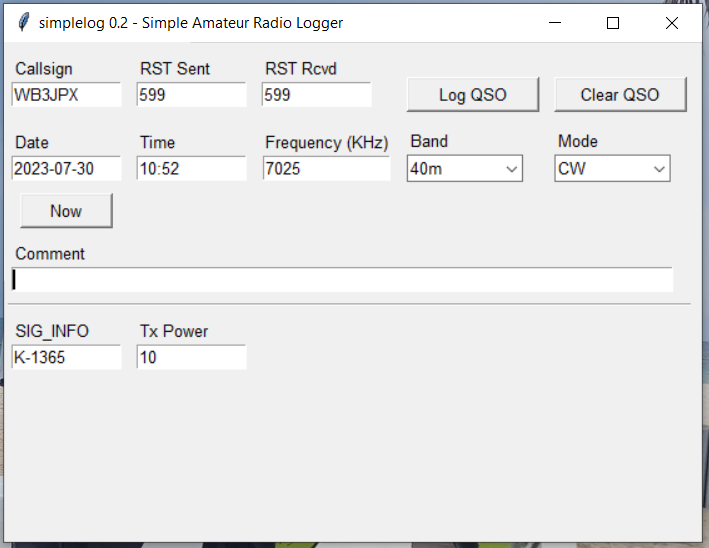 simplelog 0.2 - Simple Amateur Radio Logger
Callsign RST Sent RST Rcvd
WB3JPX 599 599 Log QSO Clear QSO
Date Time Frequency (KHz) Band Mode
2023-07-30 10:52 7025 40m CW
Now
Comment
SIG_INFO Tx Power
K-1365 10